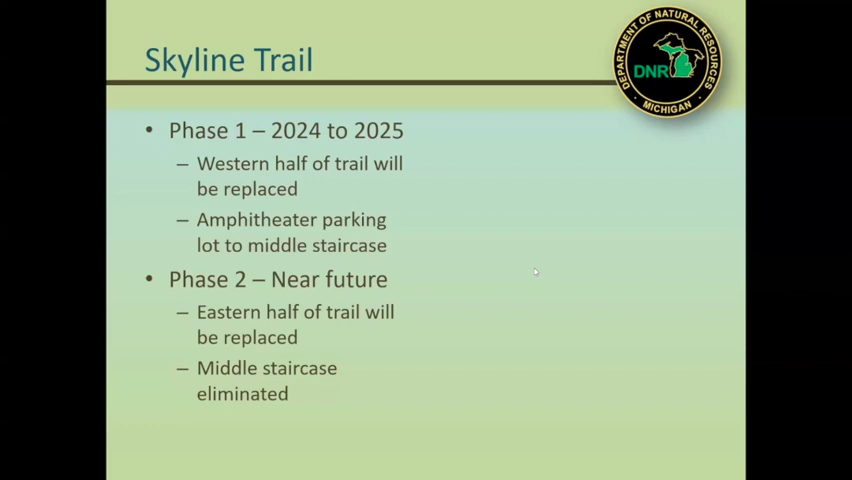 Skyline Trail
DEPARTMENT OF NATURAL RESOURCES
DNR
MICHIGAN
• Phase 1 – 2024 to 2025
– Western half of trail will
be replaced
– Amphitheater parking
lot to middle staircase
• Phase 2 – Near future
– Eastern half of trail will
be replaced
– Middle staircase
eliminated